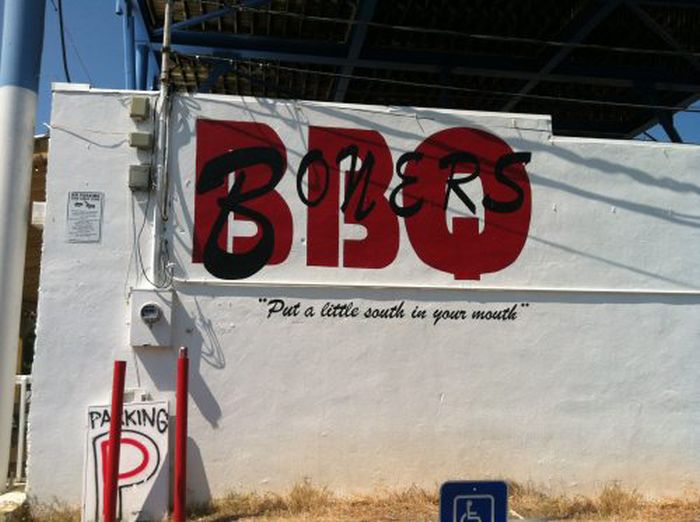 BBQ
BONERS
"Put a little south in your mouth"
PARKING
P